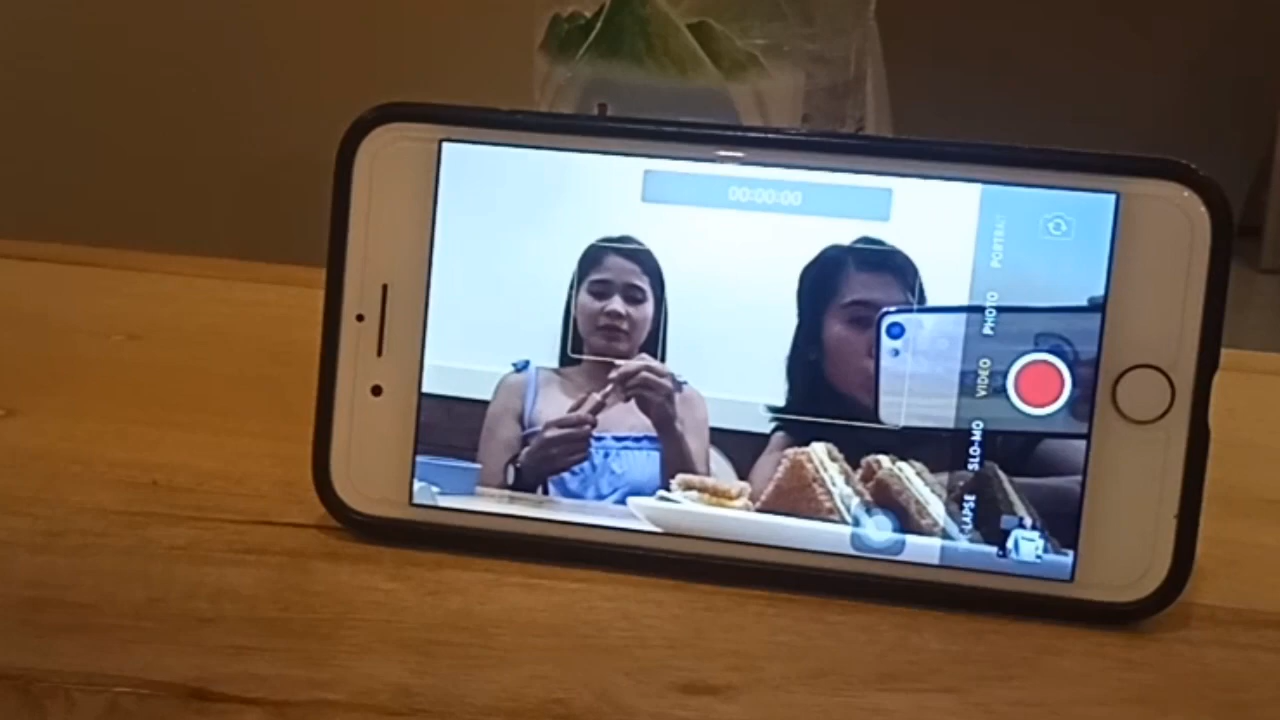 00:00:00
PORTRAIT
PHOTO
VIDEO
SLO-MO
-LAPSE